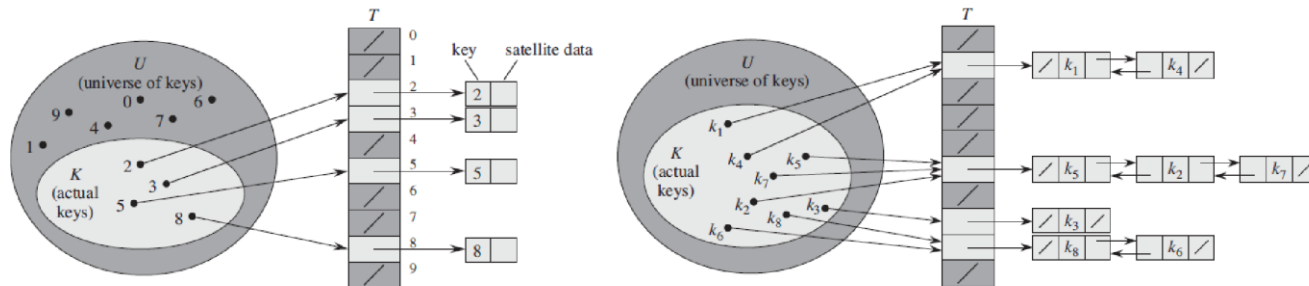 T
U
(universe of keys)
0
6
9
4
7
1
2
K
(actual
keys)
3
5
8
0
1
2
3
4
5
6
7
8
9
key
satellite data
2
3
5
8
T
U
(universe of keys)
k1
K
(actual
keys)
k4
k5
k7
k2
k3
k8
k6
k1
k4
k5
k2
k7
k3
k8
k6